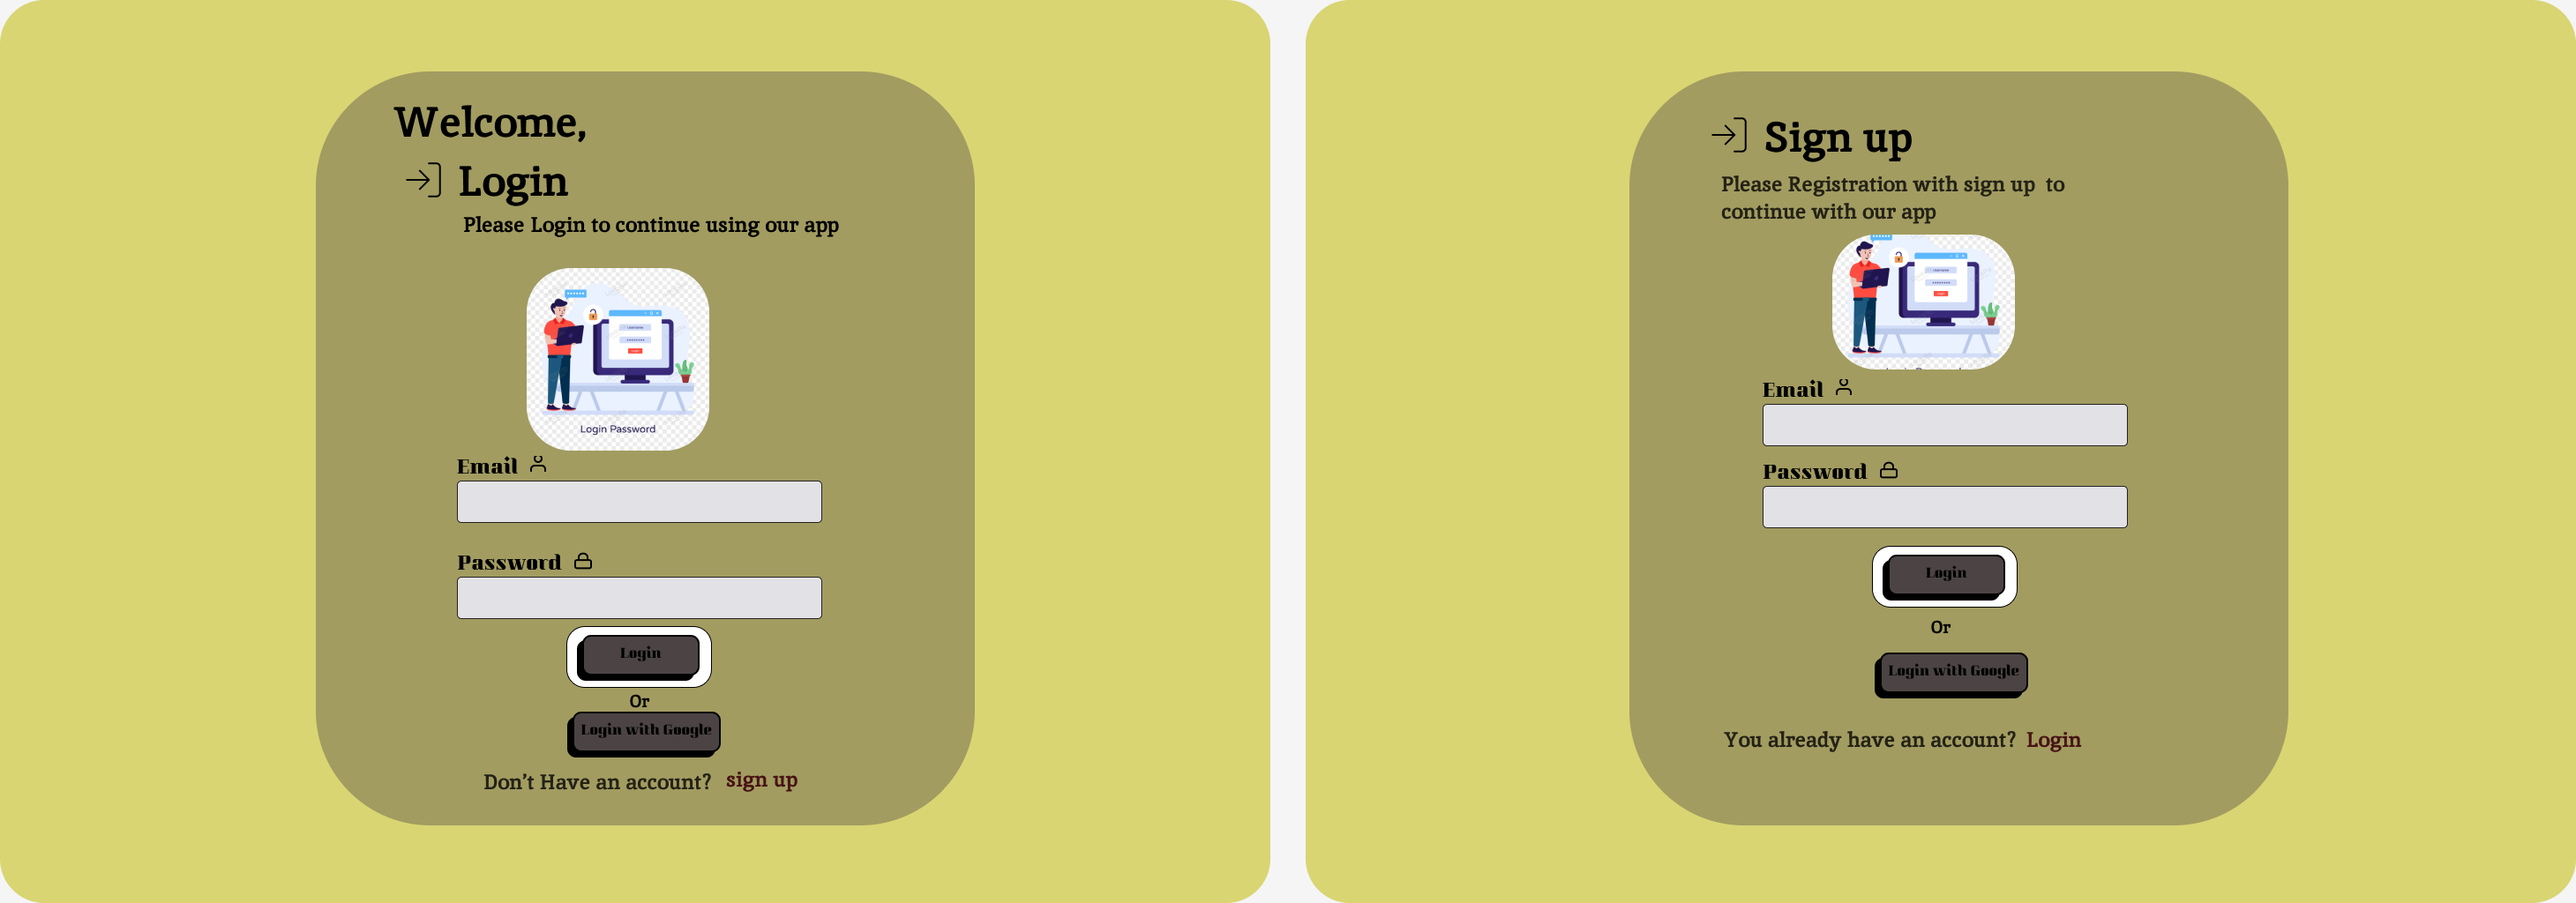 Welcome,
Login
Please Login to continue using our app
Login Password
Email
Password
Login
Or
Login with Google
Don’t Have an account? sign up
Sign up
Please Registration with sign up to
continue with our app
Email
Password
Login
Or
Login with Google
You already have an account? Login